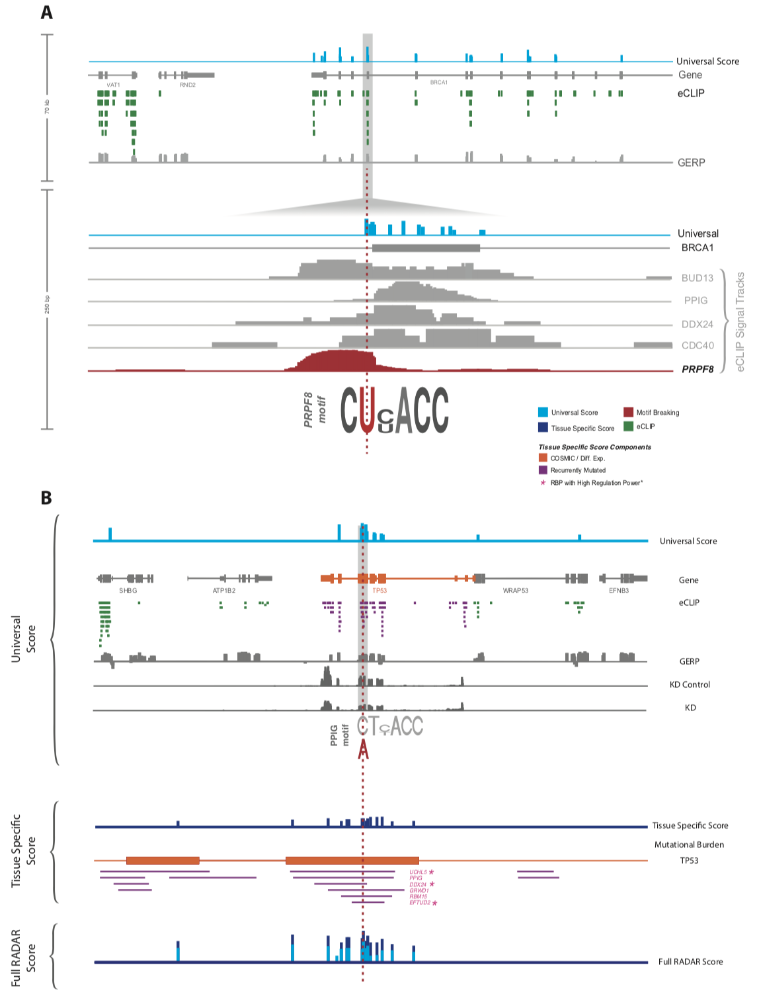 A
Universal Score
Gene
VAT1
RND2
BRCA1
eCLIP
70 kb
GERP
Universal
BRCA1
BUD13
PPIG
DDX24
CDC40
PRPF8
eCLIP Signal Tracks
250 bp
PRPF8
motif
CUCUACC
Universal Score
Motif Breaking
Tissue Specific Score
eCLIP
Tissue Specific Score Components
COSMIC / Diff. Exp.
Recurrently Mutated
* RBP with High Regulation Power*
B
Universal Score
Universal
Score
Gene
SHBG
ATP1B2
TP53
WRAP53
EFNB3
eCLIP
GERP
KD Control
KD
PPIG
motif
CTCACC
A
Tissue Specific
Score
Tissue Specific Score
Mutational Burden
TP53
UCHL5 *
PPIG
DDX24 *
GRWD1
RBM15
EFTUD2 *
Full RADAR
Score
Full RADAR Score